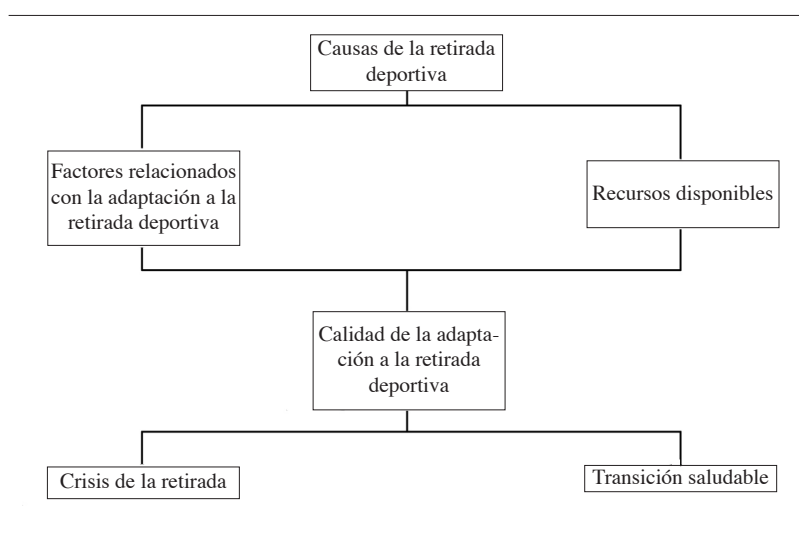 Causas de la retirada
deportiva
Factores relacionados
con la adaptación a la
retirada deportiva
Recursos disponibles
Calidad de la adapta-
ción a la retirada
deportiva
Crisis de la retirada
Transición saludable